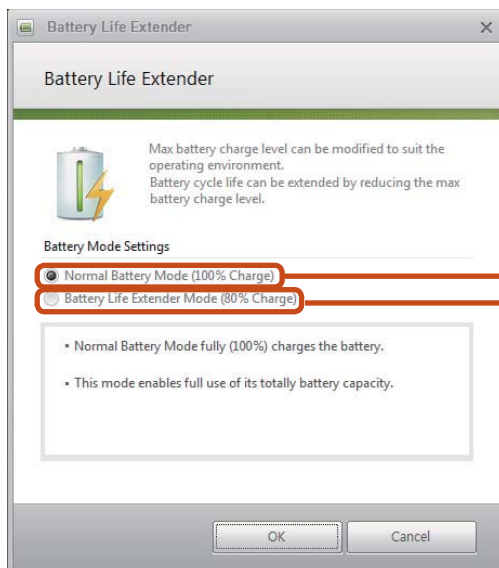 Battery Life Extender
Battery Life Extender
Max battery charge level can be modified to suit the
operating environment.
Battery cycle life can be extended by reducing the max
battery charge level.
Battery Mode Settings
Normal Battery Mode (100% Charge)
Battery Life Extender Mode (80% Charge)
▪ Normal Battery Mode fully (100%) charges the battery.
▪ This mode enables full use of its totally battery capacity.
OK
Cancel